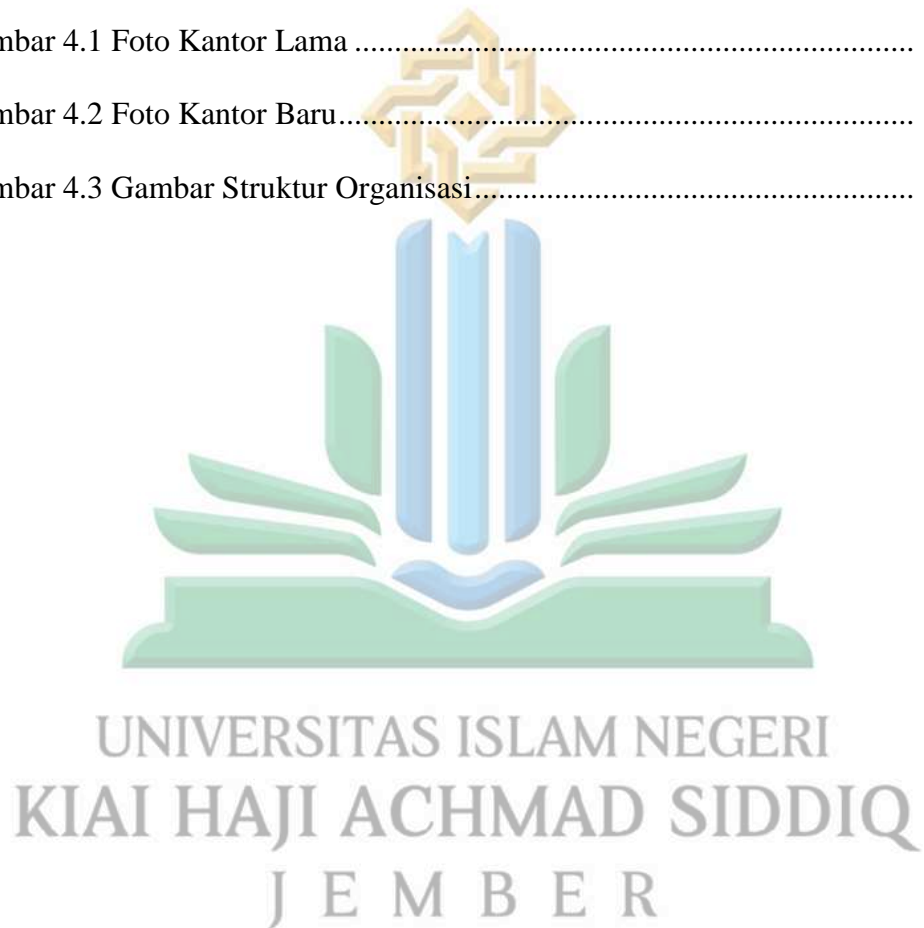 mbar 4.1 Foto Kantor Lama ............................................................
mbar 4.2 Foto Kantor Baru.............................................................
mbar 4.3 Gambar Struktur Organisasi...............................................
UNIVERSITAS ISLAM NEGERI
KIAI HAJI ACHMAD SIDDIQ
JEMBER